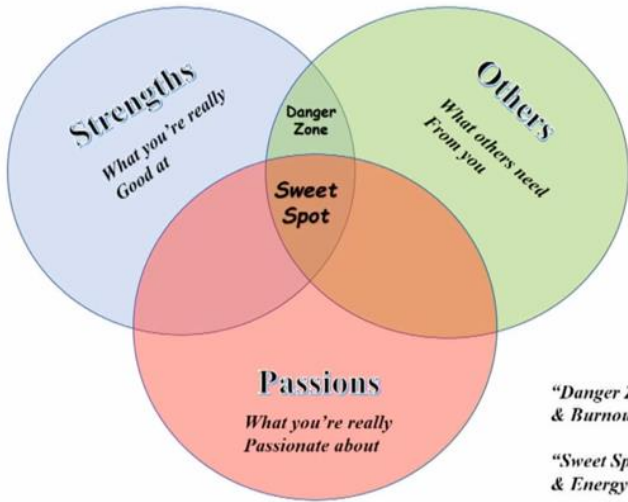 Strengths
What you're really
Good at
Danger
Zone
Others
What others need
From you
Sweet
Spot
Passions
What you're really
Passionate about
"Danger
& Burnou
"Sweet Sp
& Energy